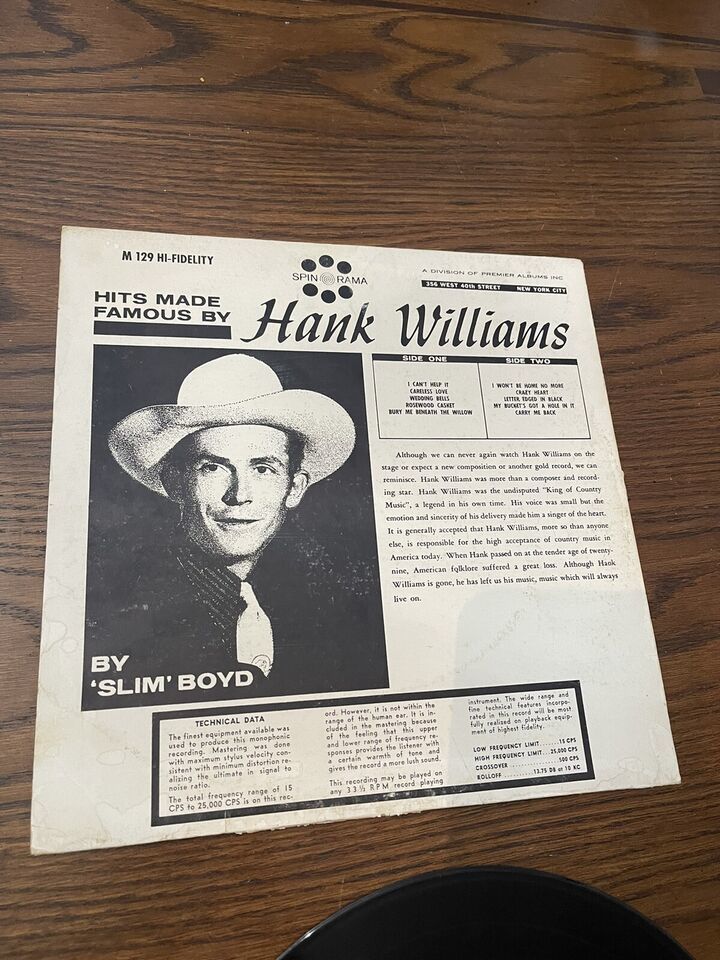 M 129 HI-FIDELITY
SPIN O RAMA
A DIVISION OF PREMIER ALBUMS INC
356 WEST 40th STREET NEW YORK CITY
HITS MADE
FAMOUS BY
Hank Williams
SIDE ONE
I CAN'T HELP IT
CARELESS LOVE
WEDDING BELLS
ROSEWOOD CASKET
BURY ME BENEATH THE WILLOW
SIDE TWO
I WON'T BE HOME NO MORE
CRAZY HEART
LETTER EDGED IN BLACK
MY BUCKET'S GOT A HOLE IN IT
CARRY ME BACK
Although we can never again watch Hank Williams on the
stage or expect a new composition or another gold record, we can
reminisce. Hank Williams was more than a composer and record-
ing star. Hank Williams was the undisputed "King of Country
Music", a legend in his own time. His voice was small but the
emotion and sincerity of his delivery made him a singer of the heart.
It is generally accepted that Hank Williams, more so than anyone
else, is responsible for the high acceptance of country music in
America today. When Hank passed on at the tender age of twenty-
nine, American fqlklore suffered a great loss. Although Hank
Williams is gone, he has left us his music, music which will always
live on.
BY
'SLIM' BOYD
TECHNICAL DATA
The finest equipment available was
used to produce this monophonic
recording. Mastering was done
with maximum stylus velocity con-
sistent with minimum distortion re-
alizing the ultimate in signal to
noise ratio.
The total frequency range of 15
CPS to 25,000 CPS is on this rec-
ord. However, it is not within the
range of the human ear. It is in-
cluded in the mastering because
of the feeling that this upper
and lower range of frequency re-
sponses provides the listener with
a certain warmth of tone and
gives the record a more lush sound.
This recording may be played on
any 33⅓ RPM record playing
instrument. The wide range and
fine technical features incorpo-
rated in this record will be most
fully realized on playback equip-
ment of highest fidelity.
LOW FREQUENCY LIMIT....15 CPS
HIGH FREQUENCY LIMIT...25,000 CPS
CROSSOVER ............... 500 CPS
ROLLOFF .........13.75 DB at 10 KC